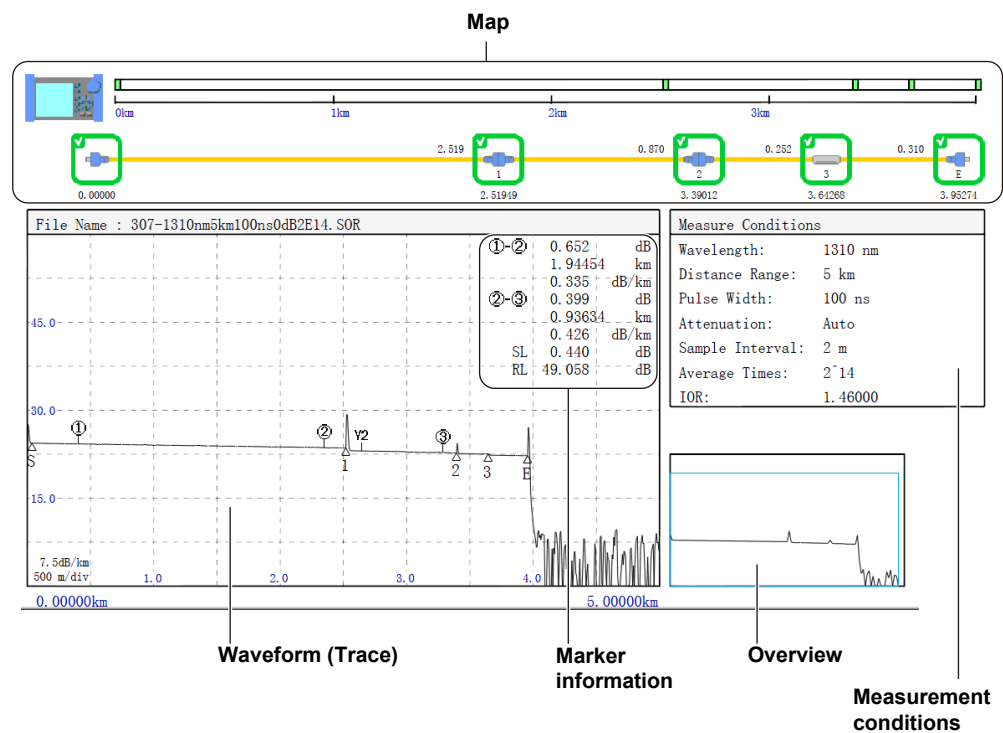 Map
0km 1km 2km 3km
2.519 0.870 0.252 0.310
1 2 3 E
0.00000 2.51949 3.39012 3.64268 3.95274
File Name : 307-1310nm5km100ns0dB2E14.SOR
①-② 0.652 dB
1.94454 km
0.335 dB/km
②-③ 0.399 dB
0.93634 km
0.426 dB/km
SL 0.440 dB
RL 49.058 dB
45.0
30.0
① ② Y2 ③
S 1 2 3 E
15.0
7.5dB/km
500 m/div 1.0 2.0 3.0 4.0
0.00000km 5.00000km
Measure Conditions
Wavelength: 1310 nm
Distance Range: 5 km
Pulse Width: 100 ns
Attenuation: Auto
Sample Interval: 2 m
Average Times: 2^14
IOR: 1.46000
Waveform (Trace)
Marker
information
Overview
Measurement
conditions